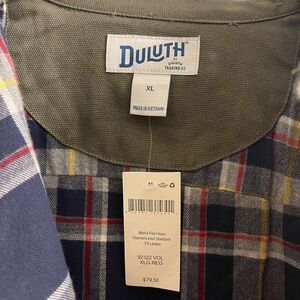 DULUTH
TRADING CO
XL
MADE IN VIETNAM
Men's Fire Hose
Flannel-Lined Standard
Fit Limber
92322 VOL
XLG REG
$79.50